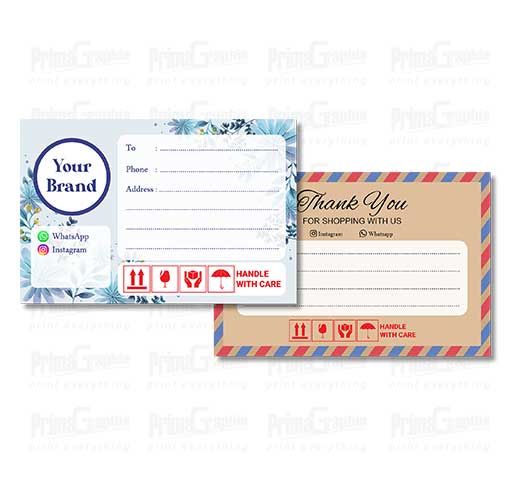 PrimaGraphia
print everything
Your
Brand
WhatsApp
Instagram
To :
Phone :
Address :
HANDLE
WITH CARE
Thank You
FOR SHOPPING WITH US
Instagram
Whatsapp
HANDLE
WITH CARE